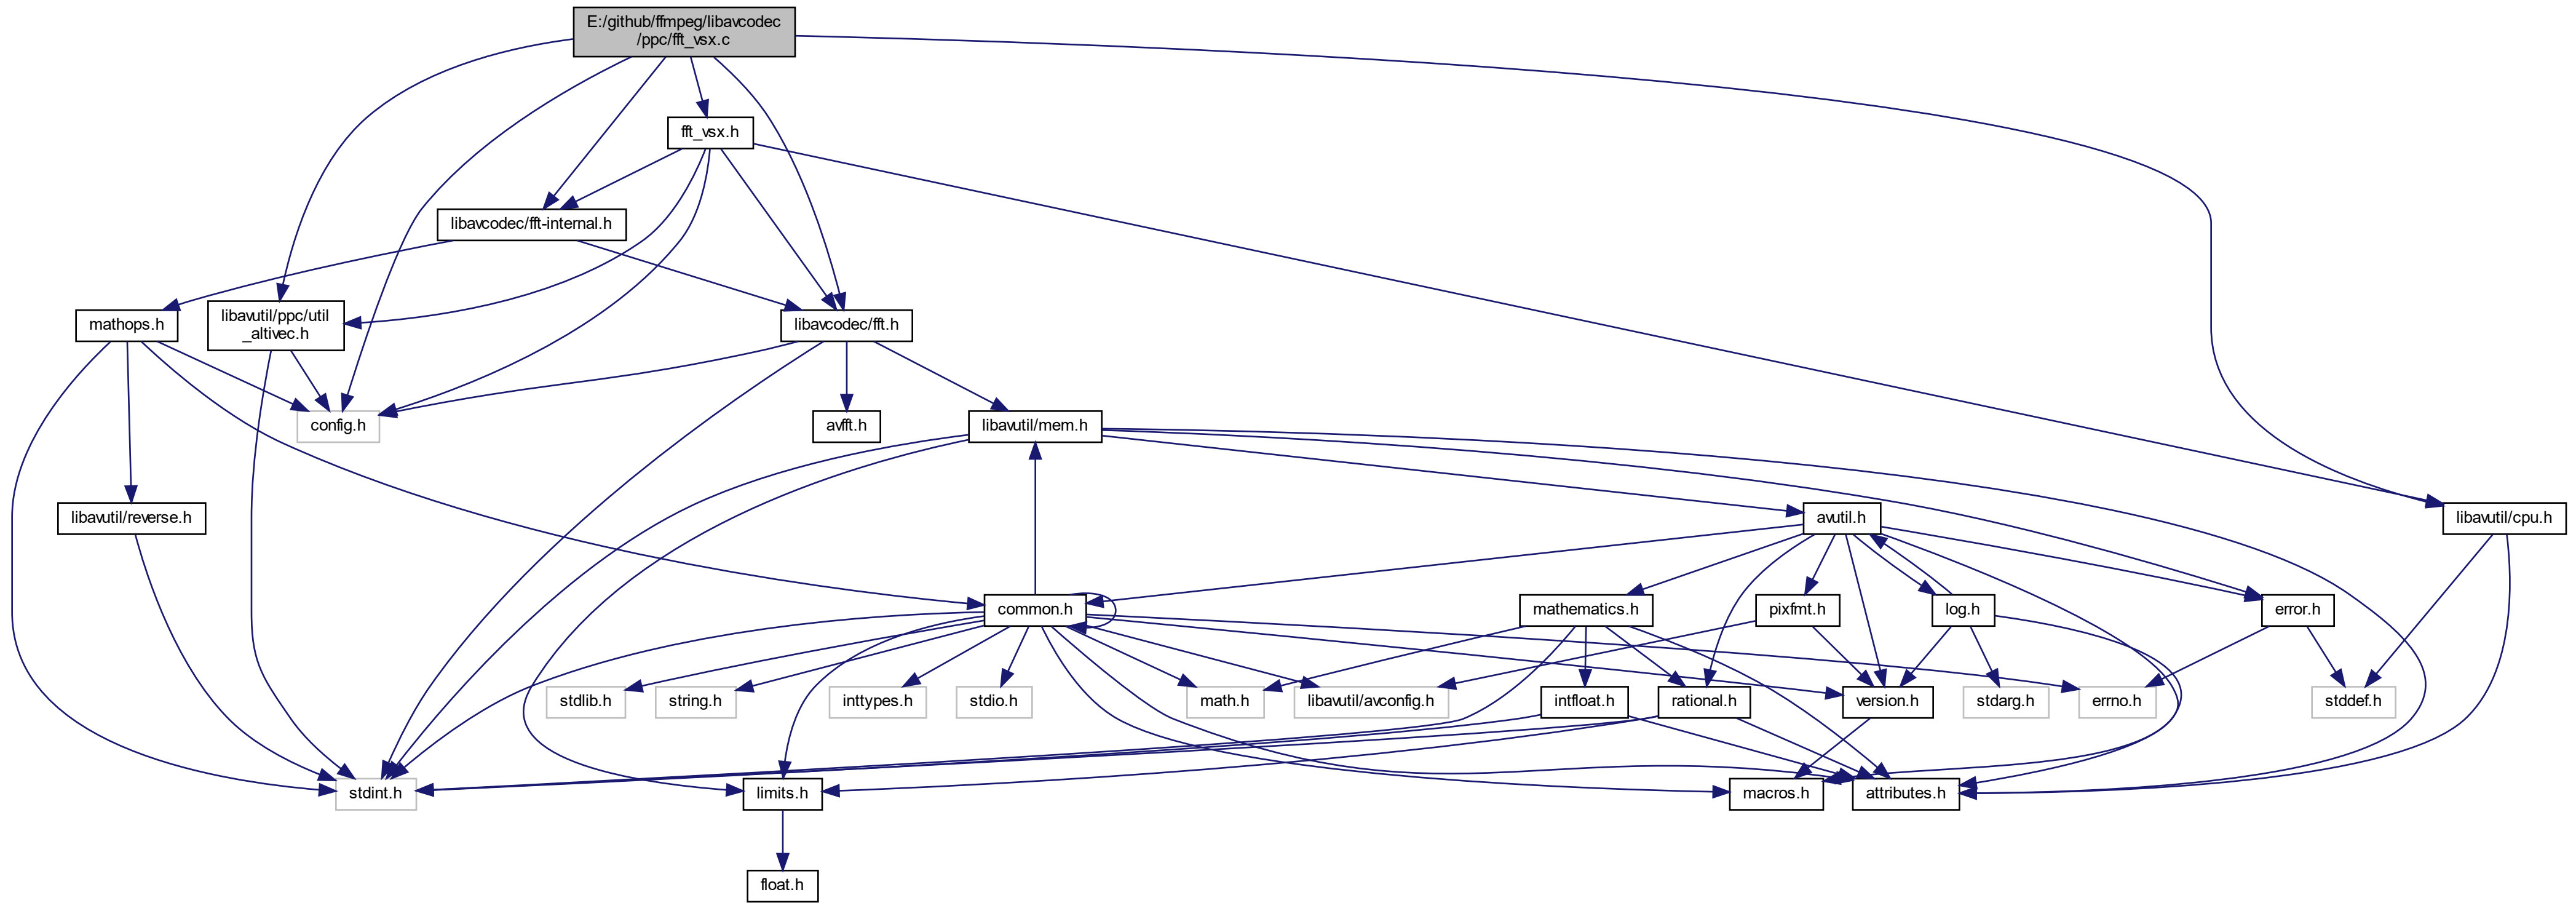 E:/github/ffmpeg/libavcodec
/ppc/fft_vsx.c
fft_vsx.h
libavcodec/fft-internal.h
mathops.h
libavutil/ppc/util
_altivec.h
libavcodec/fft.h
config.h
avfft.h
libavutil/mem.h
libavutil/reverse.h
avutil.h
libavutil/cpu.h
common.h
mathematics.h
pixfmt.h
log.h
error.h
stdlib.h
string.h
inttypes.h
stdio.h
math.h
libavutil/avconfig.h
intfloat.h
rational.h
version.h
stdarg.h
errno.h
stddef.h
stdint.h
limits.h
macros.h
attributes.h
float.h